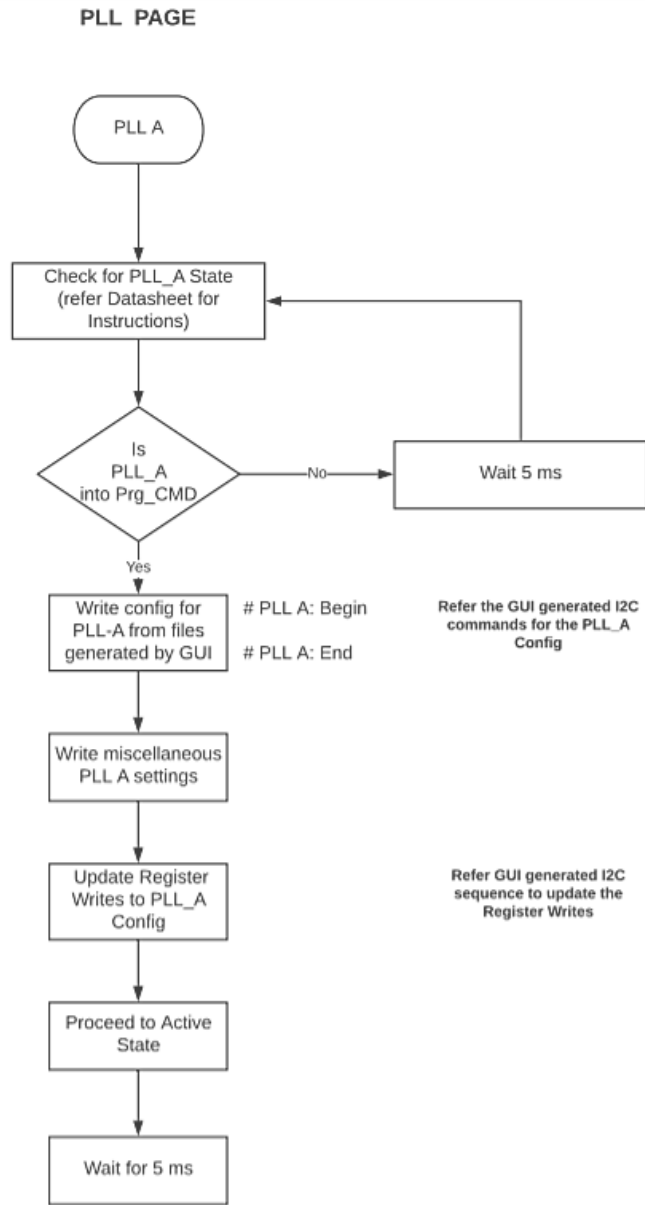 PLL PAGE
PLL A
Check for PLL_A State
(refer Datasheet for
Instructions)
Is
PLL_A
into Prg_CMD
No
Wait 5 ms
Yes
Write config for
PLL-A from files
generated by GUI
# PLL A: Begin
# PLL A: End
Refer the GUI generated I2C
commands for the PLL_A
Config
Write miscellaneous
PLL A settings
Update Register
Writes to PLL_A
Config
Refer GUI generated I2C
sequence to update the
Register Writes
Proceed to Active
State
Wait for 5 ms